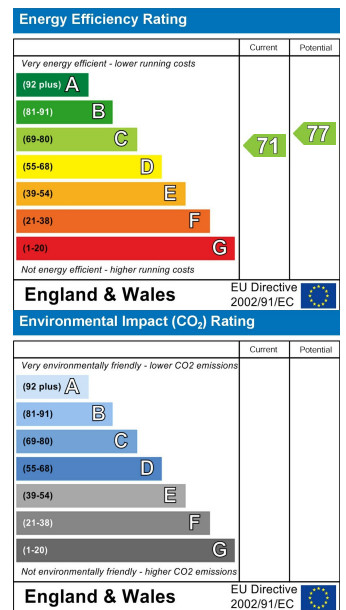 Energy Efficiency Rating
Current Potential
Very energy efficient - lower running costs
(92 plus) A
(81-91) B
(69-80) C
(55-68) D
(39-54) E
(21-38) F
(1-20) G
71
77
Not energy efficient - higher running costs
England & Wales
EU Directive
2002/91/EC
Environmental Impact (CO₂) Rating
Current Potential
Very environmentally friendly - lower CO2 emissions
(92 plus) A
(81-91) B
(69-80) C
(55-68) D
(39-54) E
(21-38) F
(1-20) G
Not environmentally friendly - higher CO2 emissions
England & Wales
EU Directive
2002/91/EC